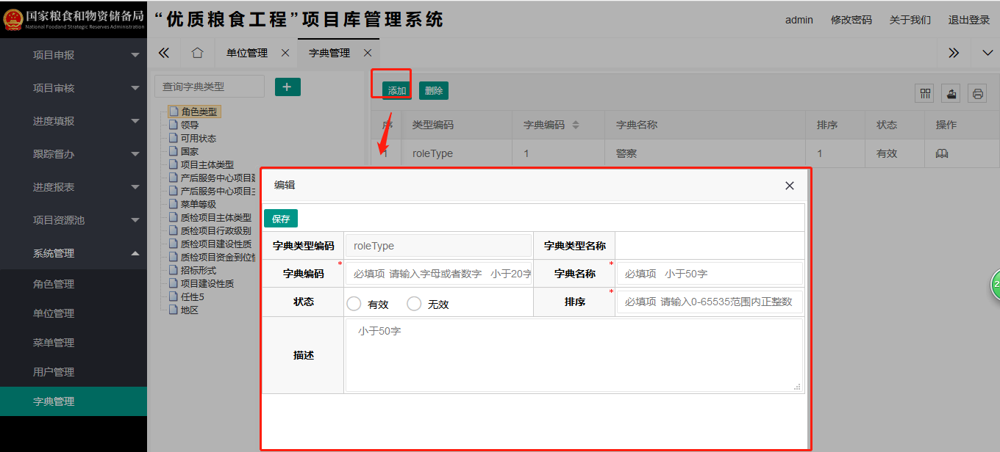 国家粮食和物资储备局
National Foodand Strategic Reserves Administration
“优质粮食工程”项目库管理系统
admin 修改密码 关于我们 退出登录
单位管理 字典管理
项目申报
项目审核
进度填报
跟踪督办
进度报表
项目资源池
系统管理
角色管理
单位管理
菜单管理
用户管理
字典管理
查询字典类型
角色类型
领导
可用状态
国家
项目主体类型
产后服务中心项目
产后服务中心项目
菜单等级
质检项目主体类型
质检项目行政级别
质检项目建设性质
质检项目资金到位
招标形式
项目建设性质
任性5
地区
添加 删除
序 类型编码 字典编码 字典名称 排序 状态 操作
1 roleType 1 警察 1 有效
编辑
保存
字典类型编码 roleType 字典类型名称
字典编码 * 必填项 请输入字母或者数字 小于20字 字典名称 * 必填项 小于50字
状态 有效 无效 排序 * 必填项 请输入0-65535范围内正整数
描述 小于50字
2